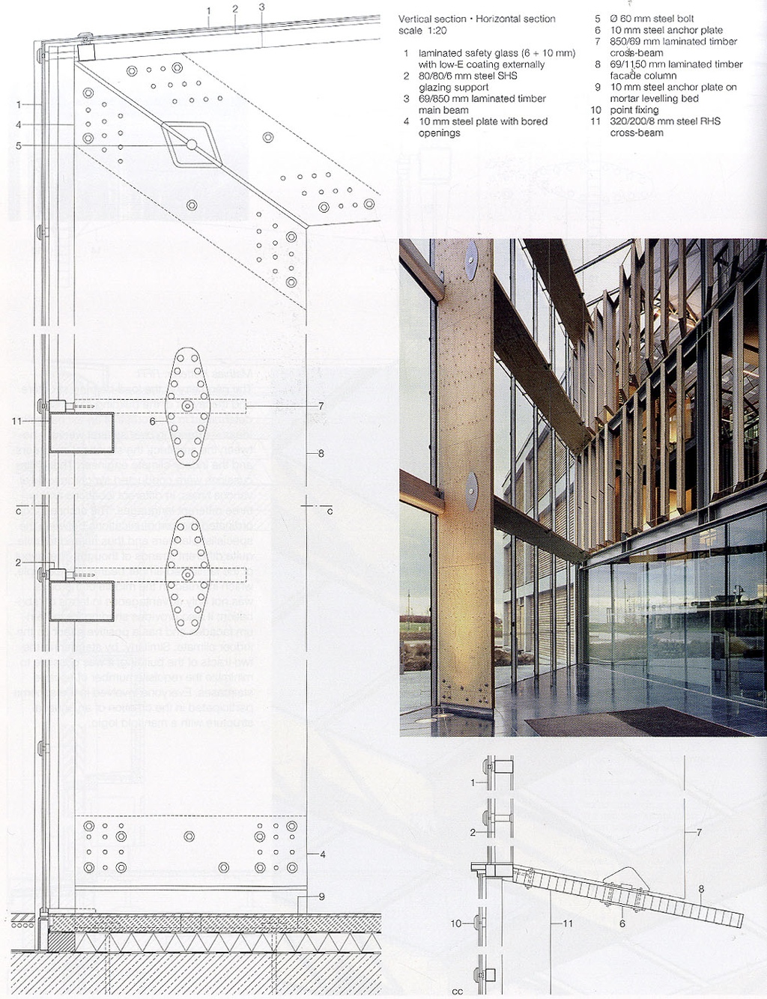 1
2
3
1
4
5
11
7
6
8
c
c
2
4
9
Vertical section • Horizontal section
scale 1:20
1 laminated safety glass (6 + 10 mm)
with low-E coating externally
2 80/80/6 mm steel SHS
glazing support
3 69/850 mm laminated timber
main beam
4 10 mm steel plate with bored
openings
5 Ø 60 mm steel bolt
6 10 mm steel anchor plate
7 850/69 mm laminated timber
cross-beam
8 69/1150 mm laminated timber
facade column
9 10 mm steel anchor plate on
mortar levelling bed
10 point fixing
11 320/200/8 mm steel RHS
cross-beam
1
2
7
8
10
11
6
cc